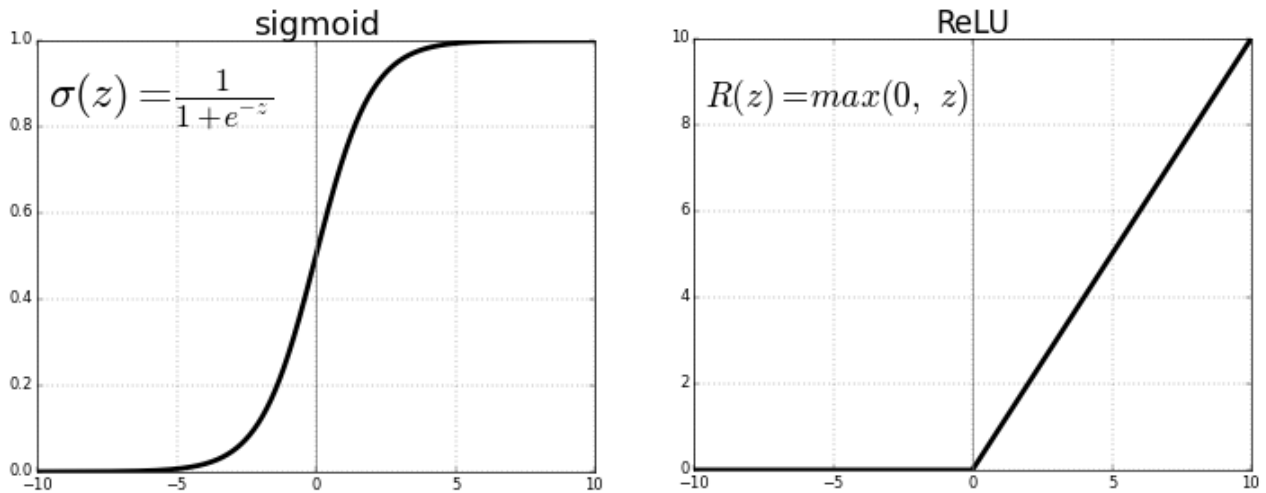 sigmoid
σ(z) = 1 / (1 + e^{-z})
1.0
0.8
0.6
0.4
0.2
0.0
−10 −5 0 5 10
ReLU
R(z) = max(0, z)
10
8
6
4
2
0
−10 −5 0 5 10